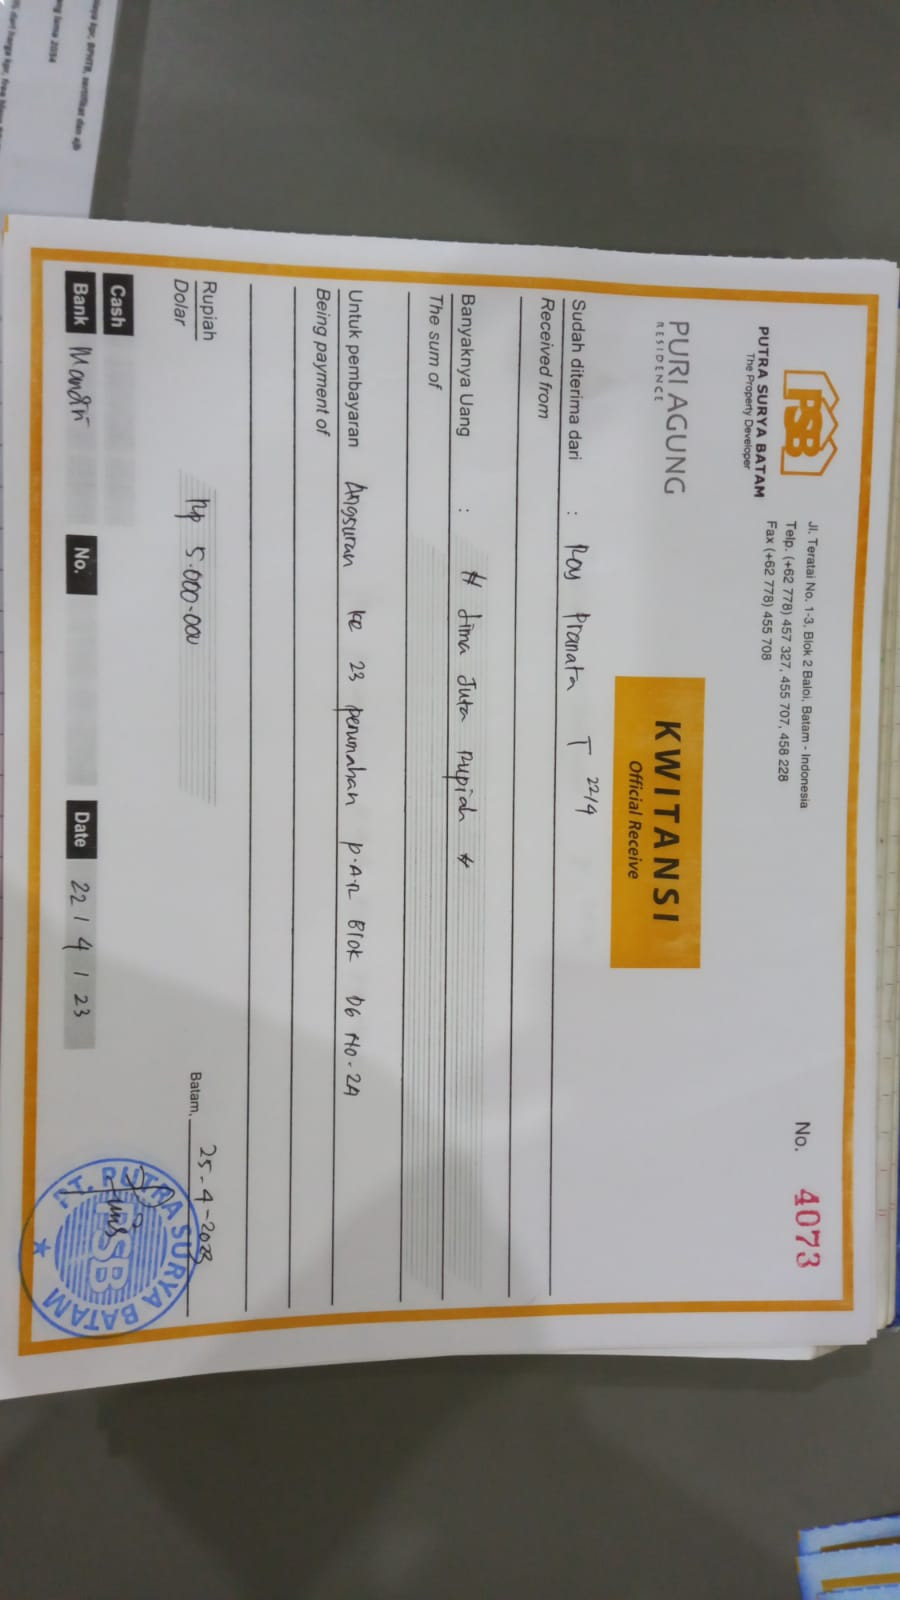 PSB
PUTRA SURYA BATAM
The Property Developer
Jl. Teratai No. 1-3, Blok 2 Baloi, Batam - Indonesia
Telp. (+62 778) 457 327, 455 707, 458 228
Fax (+62 778) 455 708
No. 4073
PURI AGUNG
RESIDENCE
KWITANSI
Official Receive
Sudah diterima dari : Roy Pranata T 22/4
Received from
Banyaknya Uang : # Lima Juta Rupiah #
The sum of
Untuk pembayaran Angsuran ke 23 perumahan P.A.R Blok D6 No.2A
Being payment of
Rupiah
Dolar
Rp 5.000.000
Batam, 25-4-2023
Cash
Bank Mandiri No. Date 22 / 4 / 23
PT. PUTRA SURYA BATAM
PSB